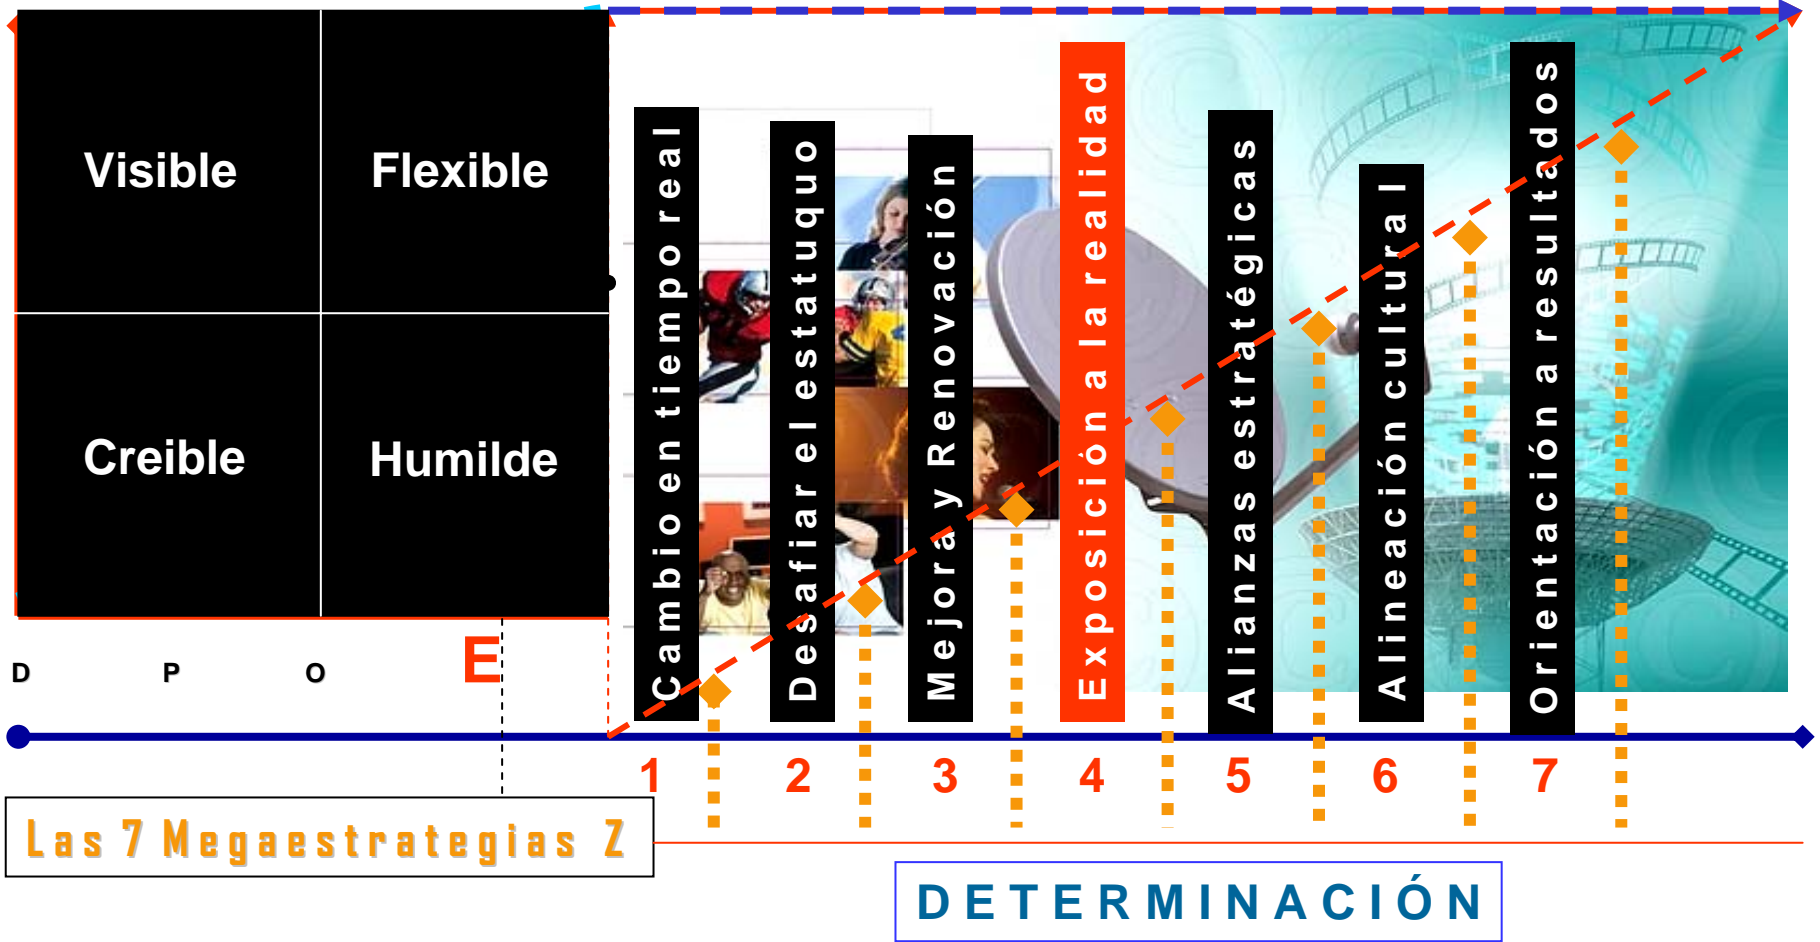 Visible
Flexible
Creible
Humilde
D
P
O
E
Cambio en tiempo real
Desafiar el estatuquo
Mejora y Renovación
Exposición a la realidad
Alianzas estratégicas
Alineación cultural
Orientación a resultados
1
2
3
4
5
6
7
Las 7 Megaestrategias Z
DETERMINACIÓN